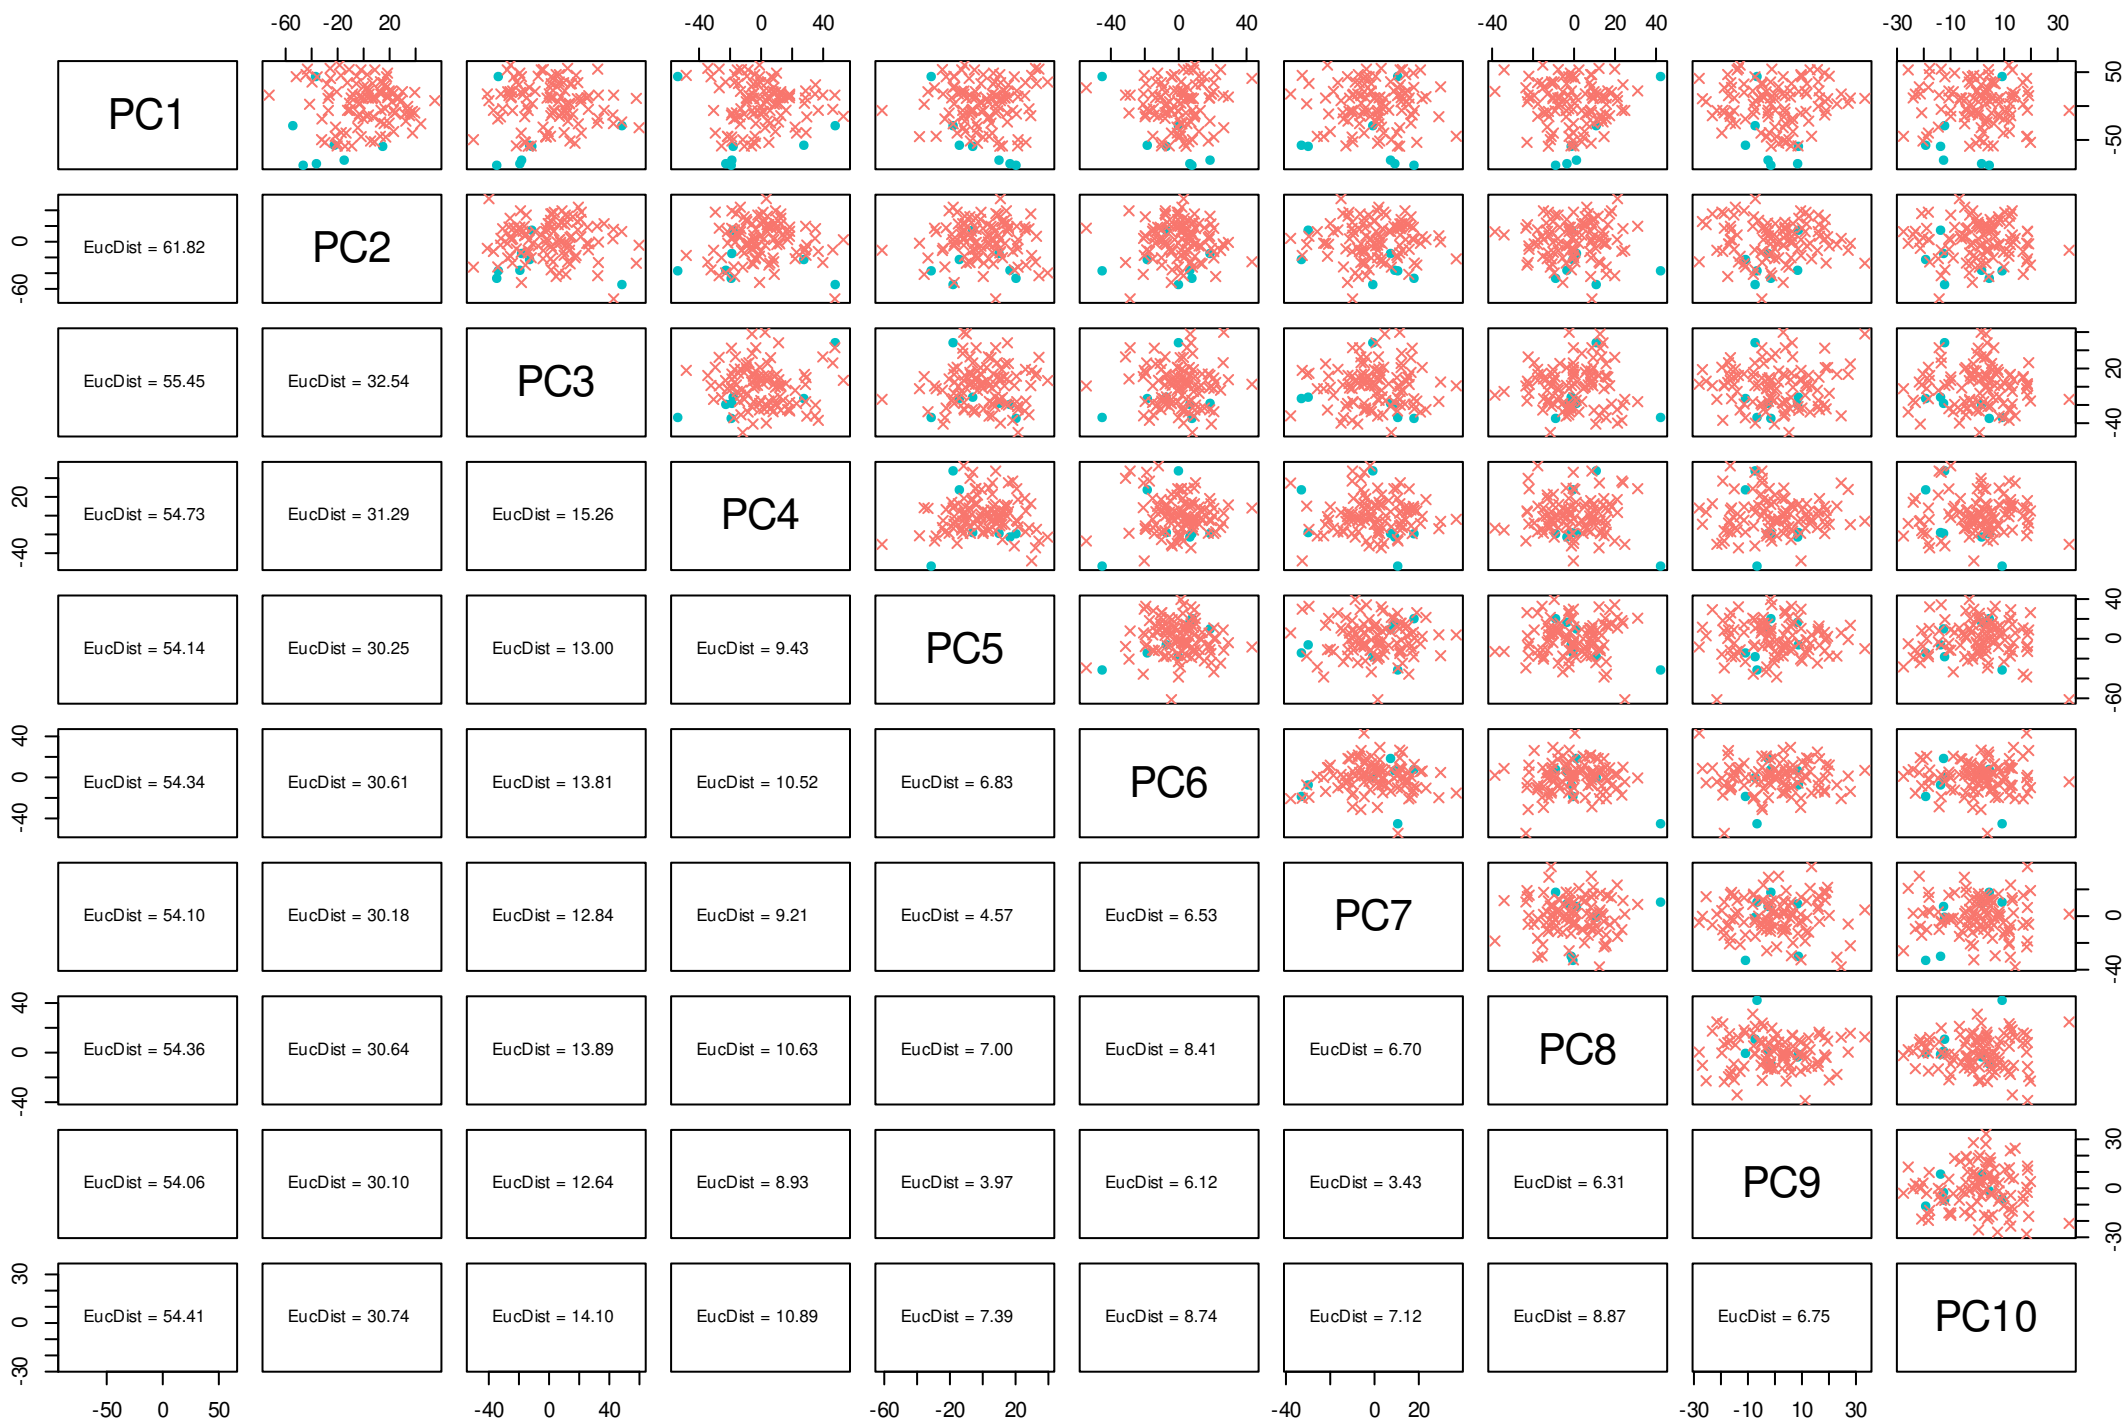 -60 -20 20 -40 0 40 -40 0 40 -40 0 20 40 -30 -10 10 30
PC1 50 -50
0 -60 EucDist = 61.82 PC2
EucDist = 55.45 EucDist = 32.54 PC3 20 -40
20 -40 EucDist = 54.73 EucDist = 31.29 EucDist = 15.26 PC4
EucDist = 54.14 EucDist = 30.25 EucDist = 13.00 EucDist = 9.43 PC5 40 0 -60
40 0 -40 EucDist = 54.34 EucDist = 30.61 EucDist = 13.81 EucDist = 10.52 EucDist = 6.83 PC6
EucDist = 54.10 EucDist = 30.18 EucDist = 12.84 EucDist = 9.21 EucDist = 4.57 EucDist = 6.53 PC7 0 -40
40 0 -40 EucDist = 54.36 EucDist = 30.64 EucDist = 13.89 EucDist = 10.63 EucDist = 7.00 EucDist = 8.41 EucDist = 6.70 PC8
EucDist = 54.06 EucDist = 30.10 EucDist = 12.64 EucDist = 8.93 EucDist = 3.97 EucDist = 6.12 EucDist = 3.43 EucDist = 6.31 PC9 30 0 -30
30 0 -30 EucDist = 54.41 EucDist = 30.74 EucDist = 14.10 EucDist = 10.89 EucDist = 7.39 EucDist = 8.74 EucDist = 7.12 EucDist = 8.87 EucDist = 6.75 PC10
-50 0 50 -40 0 40 -60 -20 20 -40 0 20 -30 -10 10 30